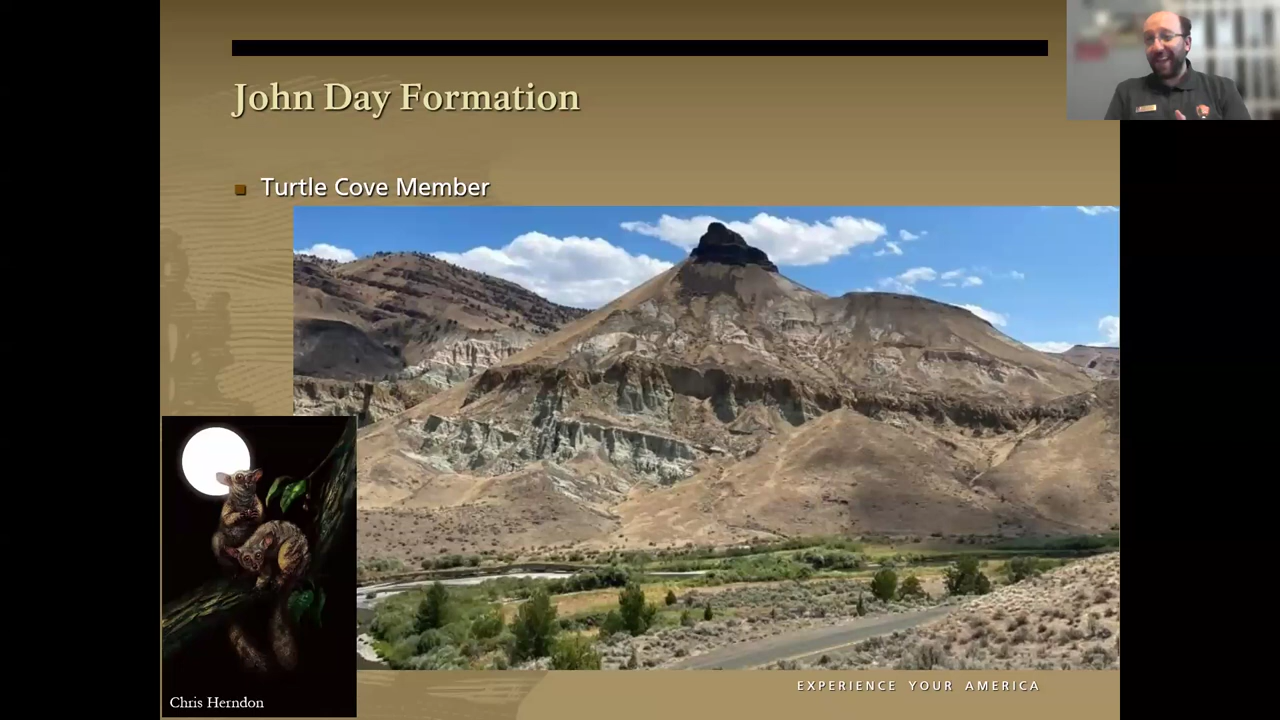 John Day Formation
Turtle Cove Member
Chris Herndon
EXPERIENCE YOUR AMERICA